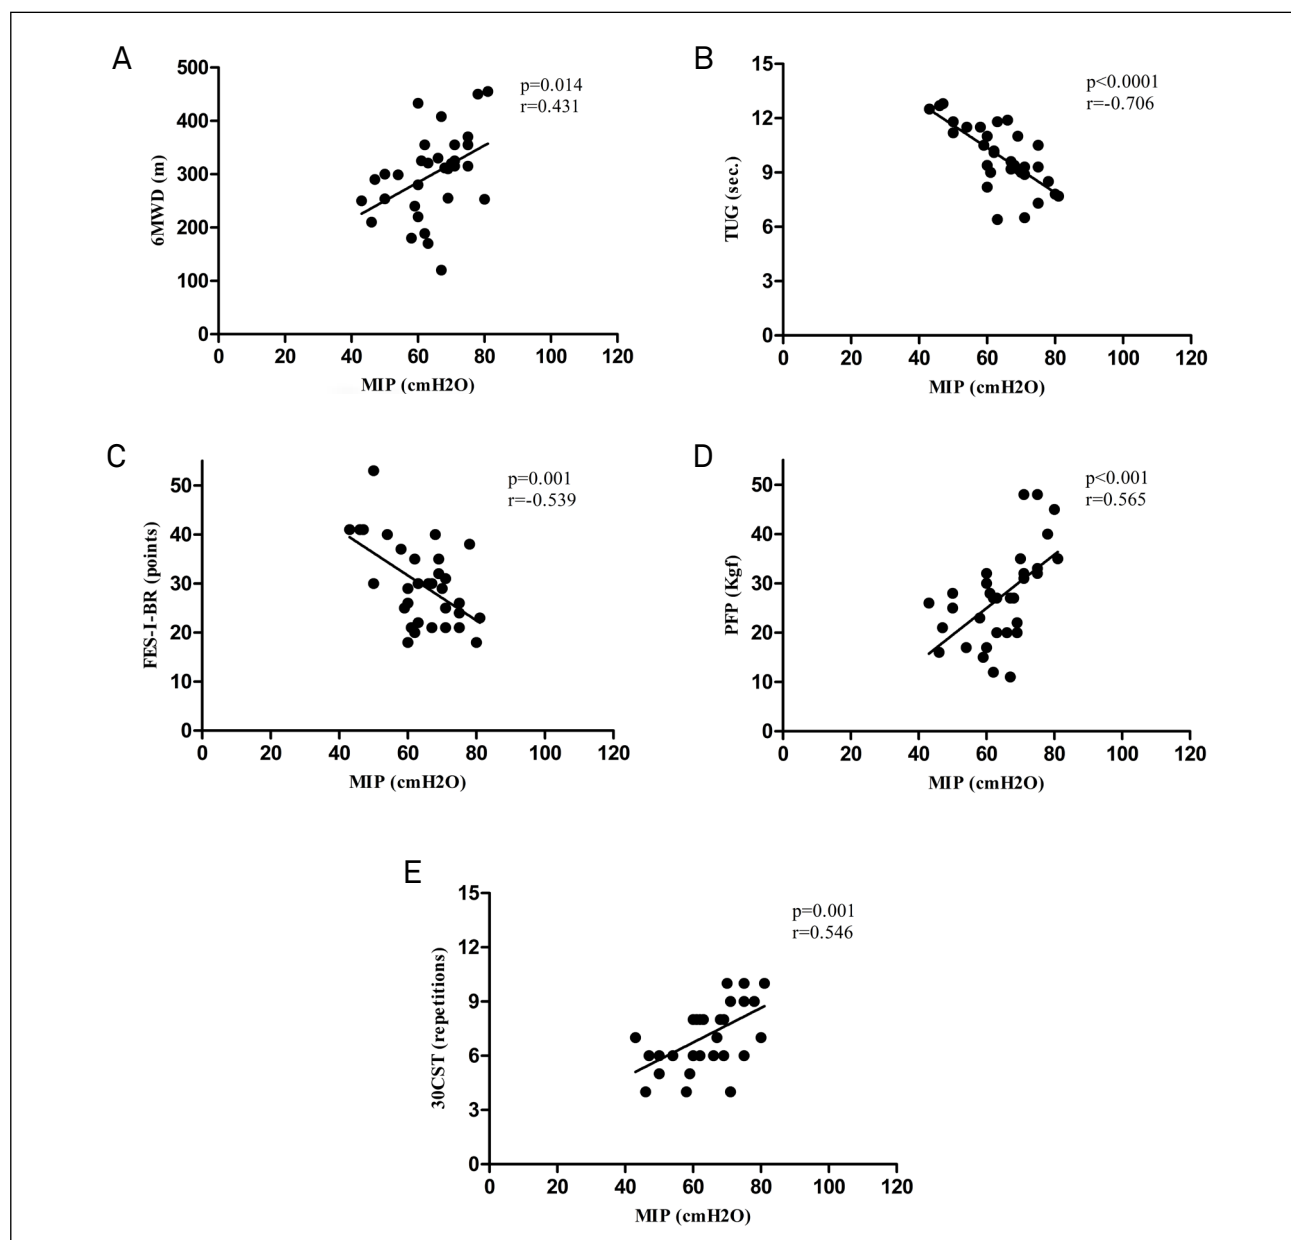 A
500
400
300
200
100
0
6MWD (m)
p=0.014
r=0.431
0 20 40 60 80 100 120
MIP (cmH2O)
B
15
12
9
6
3
0
TUG (sec.)
p<0.0001
r=-0.706
0 20 40 60 80 100 120
MIP (cmH2O)
C
50
40
30
20
10
0
FES-I-BR (points)
p=0.001
r=-0.539
0 20 40 60 80 100 120
MIP (cmH2O)
D
50
40
30
20
10
0
PFP (Kgf)
p<0.001
r=0.565
0 20 40 60 80 100 120
MIP (cmH2O)
E
15
12
9
6
3
0
30CST (repetitions)
p=0.001
r=0.546
0 20 40 60 80 100 120
MIP (cmH2O)